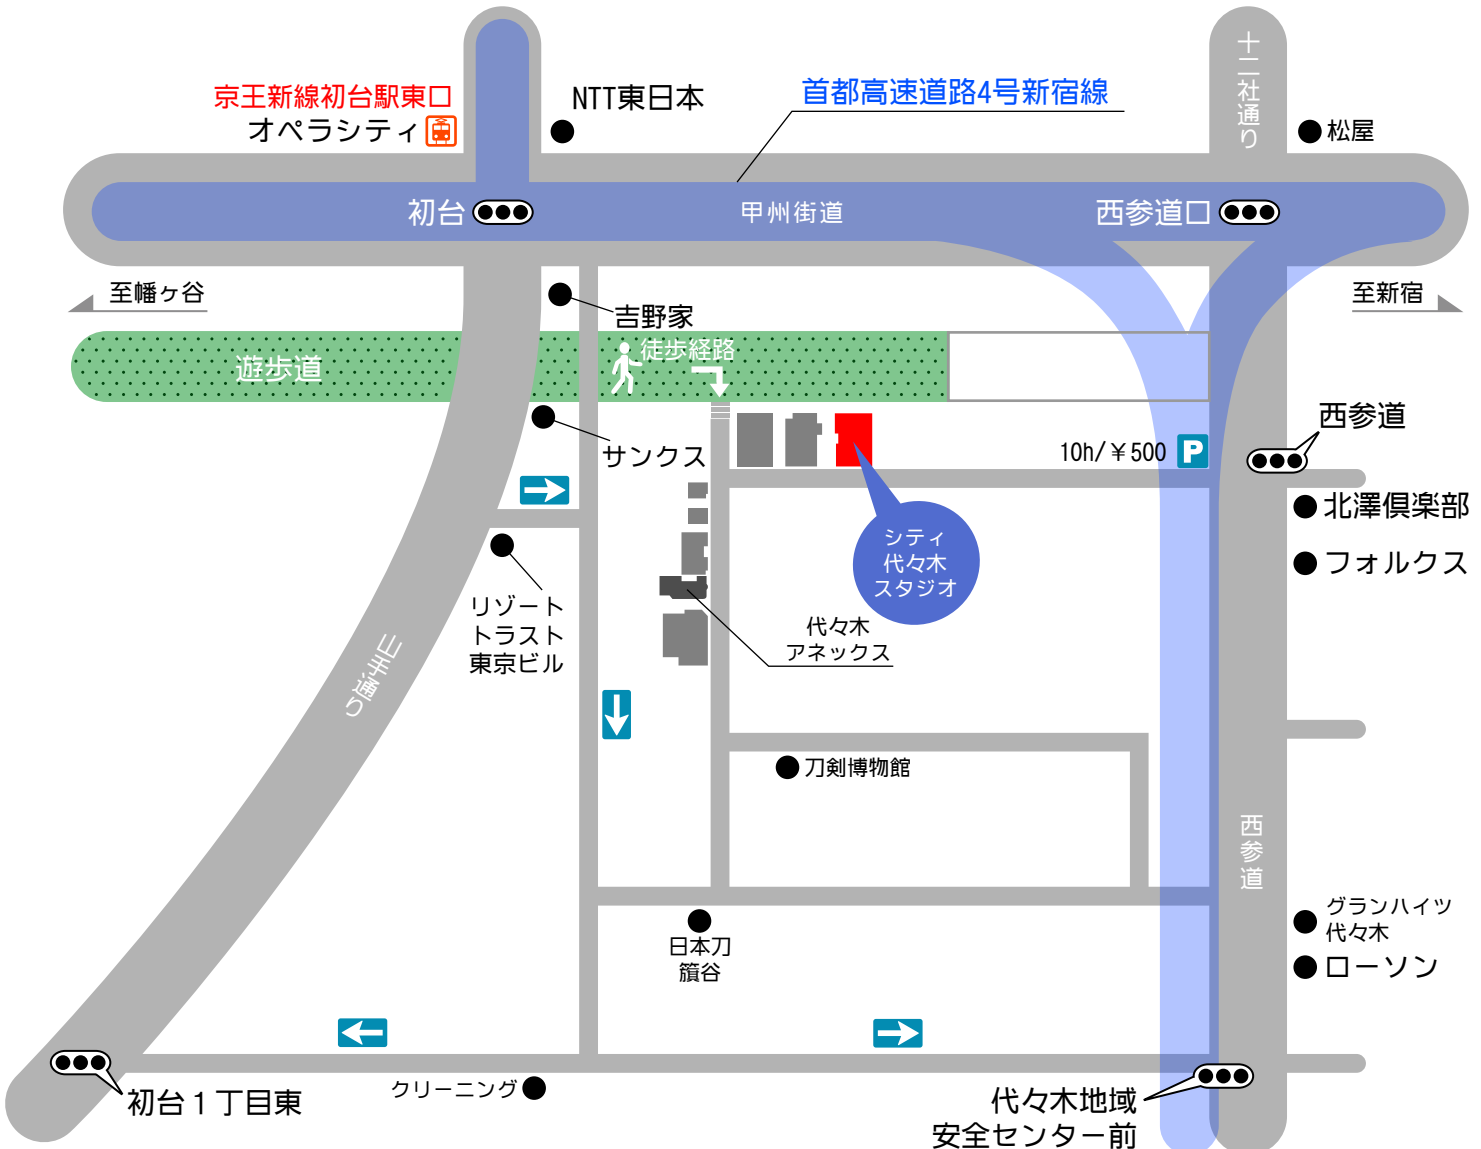 京王新線初台駅東口
オペラシティ
NTT東日本
首都高速道路4号新宿線
十二社通り
松屋
初台
甲州街道
西参道口
至幡ヶ谷
至新宿
吉野家
遊歩道
徒歩経路
サンクス
10h/¥500
P
西参道
北澤倶楽部
フォルクス
シティ
代々木
スタジオ
リゾート
トラスト
東京ビル
代々木
アネックス
山手通り
刀剣博物館
西参道
日本刀
籏谷
グランハイツ
代々木
ローソン
クリーニング
初台1丁目東
代々木地域
安全センター前